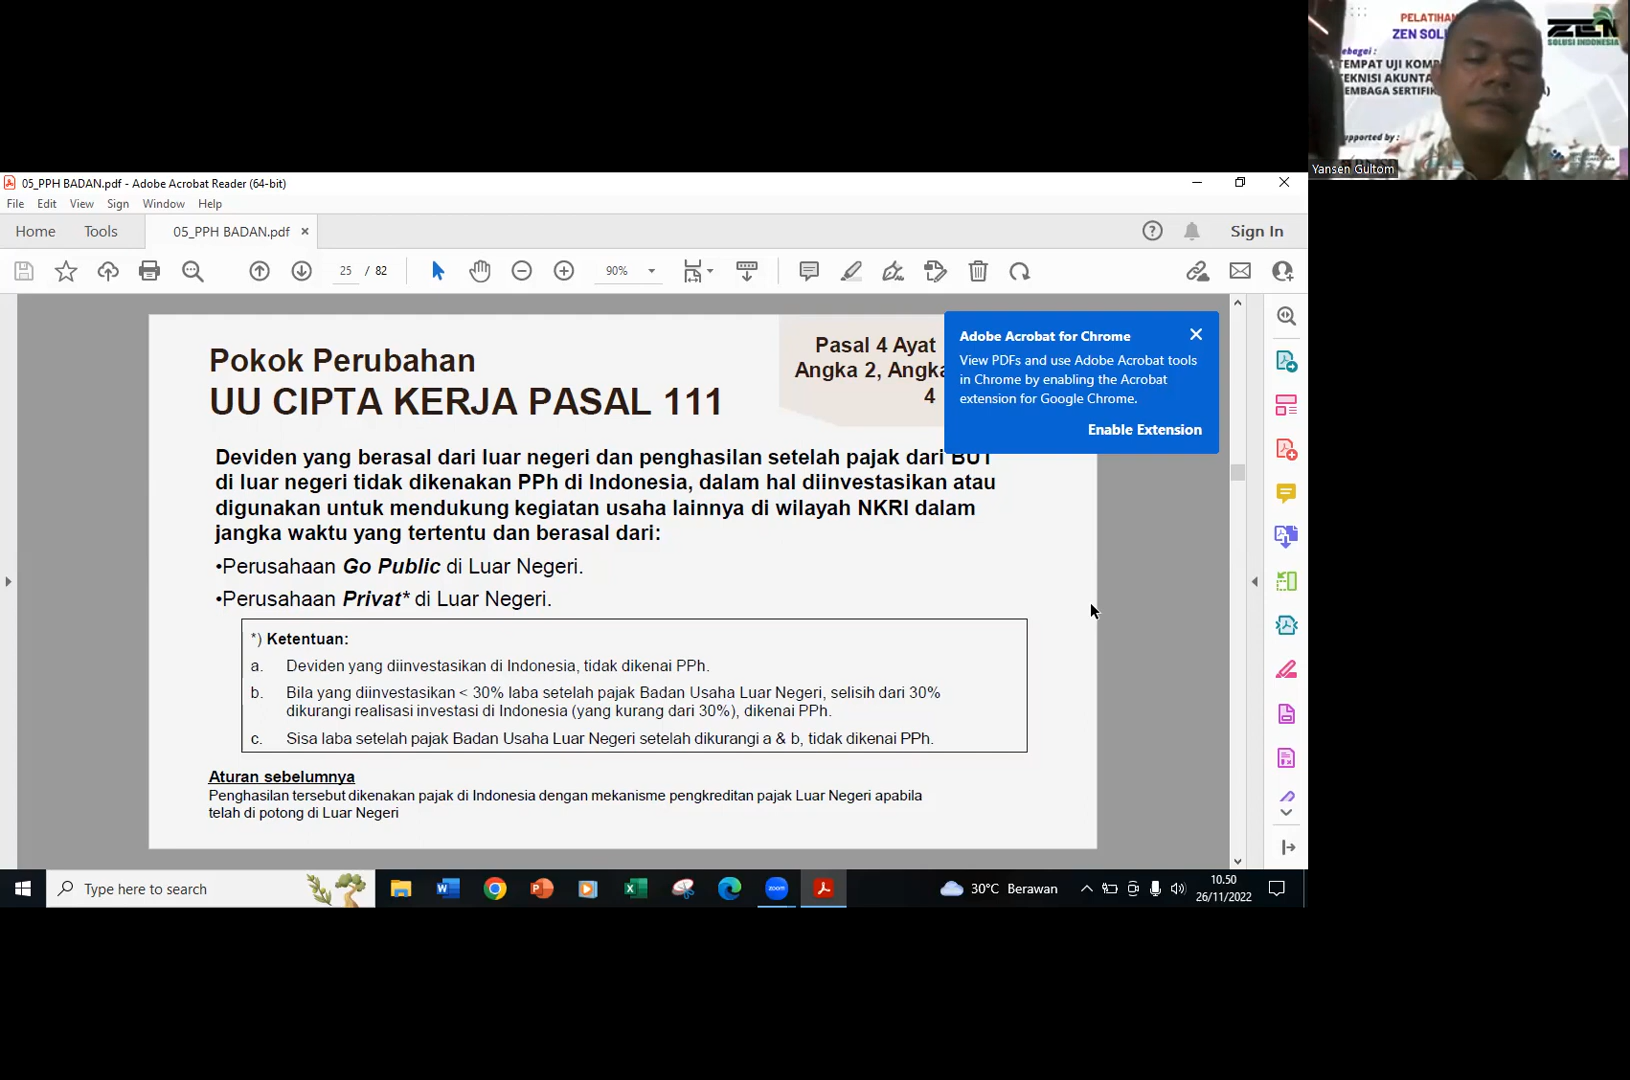 PELATIHAN
ZEN SOLU
ZEN
SOLUSI INDONESIA
ebagai :
TEMPAT UJI KOMP
TEKNISI AKUNTA
EMBAGA SERTIFIK
A)
upported by :
Yansen Gultom
05_PPH BADAN.pdf - Adobe Acrobat Reader (64-bit)
File Edit View Sign Window Help
Home Tools 05_PPH BADAN.pdf × Sign In
25 / 82 90%
Pokok Perubahan
UU CIPTA KERJA PASAL 111
Pasal 4 Ayat
Angka 2, Angka
4
Adobe Acrobat for Chrome
View PDFs and use Adobe Acrobat tools
in Chrome by enabling the Acrobat
extension for Google Chrome.
Enable Extension
Deviden yang berasal dari luar negeri dan penghasilan setelah pajak dari BUT
di luar negeri tidak dikenakan PPh di Indonesia, dalam hal diinvestasikan atau
digunakan untuk mendukung kegiatan usaha lainnya di wilayah NKRI dalam
jangka waktu yang tertentu dan berasal dari:
•Perusahaan Go Public di Luar Negeri.
•Perusahaan Privat* di Luar Negeri.
*) Ketentuan:
a. Deviden yang diinvestasikan di Indonesia, tidak dikenai PPh.
b. Bila yang diinvestasikan < 30% laba setelah pajak Badan Usaha Luar Negeri, selisih dari 30%
dikurangi realisasi investasi di Indonesia (yang kurang dari 30%), dikenai PPh.
c. Sisa laba setelah pajak Badan Usaha Luar Negeri setelah dikurangi a & b, tidak dikenai PPh.
Aturan sebelumnya
Penghasilan tersebut dikenakan pajak di Indonesia dengan mekanisme pengkreditan pajak Luar Negeri apabila
telah di potong di Luar Negeri
Type here to search
zoom
30°C Berawan
10.50
26/11/2022